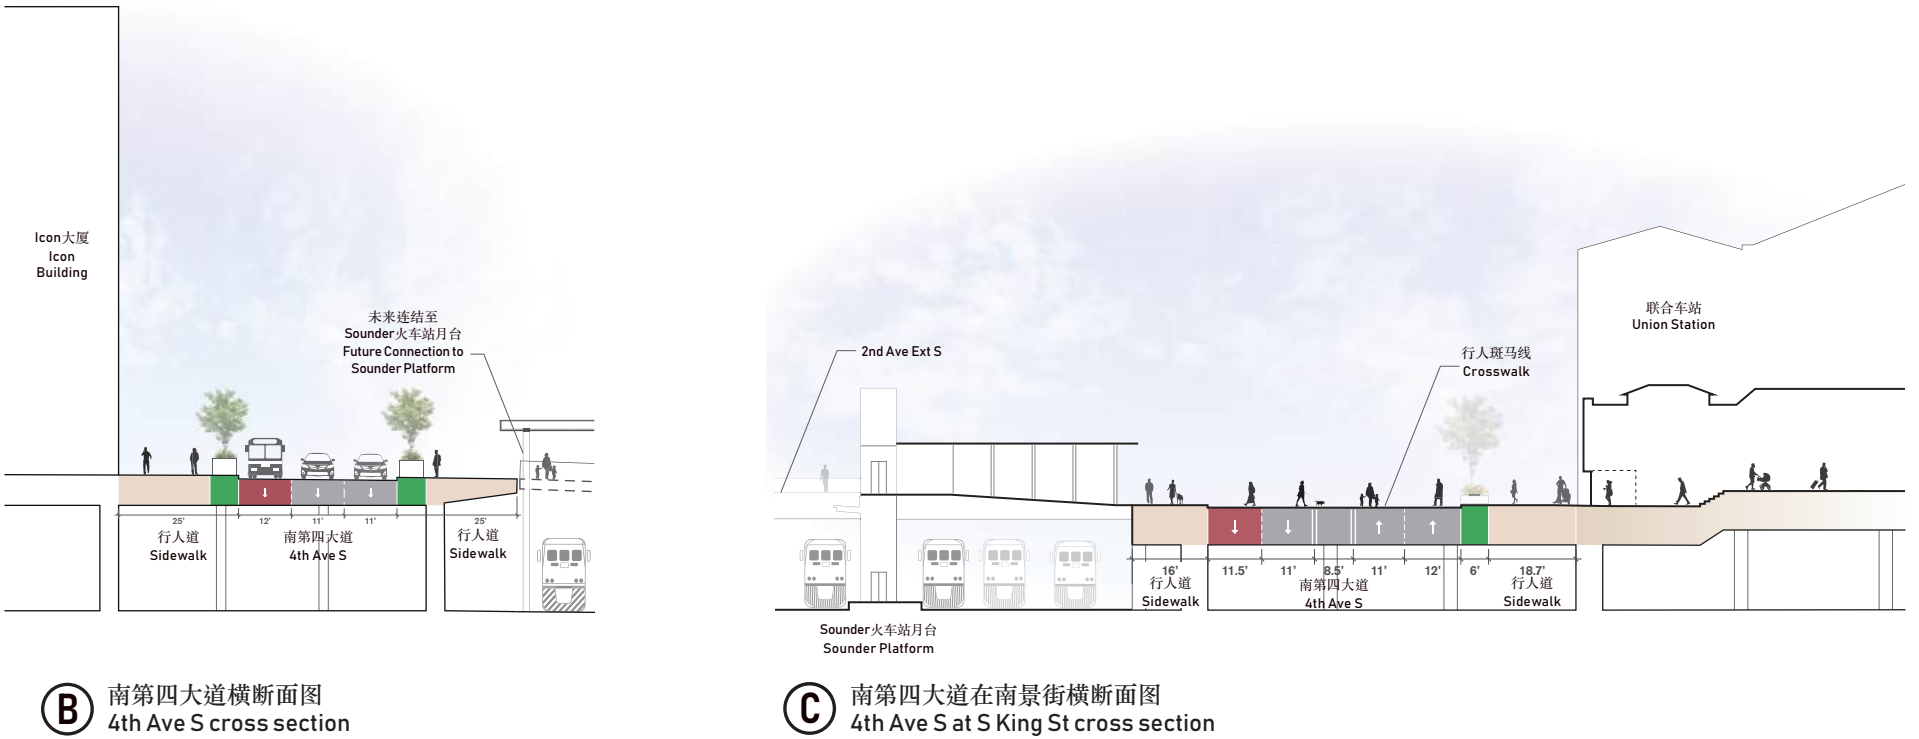 Icon大厦
Icon
Building
未来连结至
Sounder火车站月台
Future Connection to
Sounder Platform
25'
12'
11'
11'
25'
行人道
Sidewalk
南第四大道
4th Ave S
行人道
Sidewalk
B
南第四大道横断面图
4th Ave S cross section
2nd Ave Ext S
行人斑马线
Crosswalk
联合车站
Union Station
16'
11.5'
11'
8.5'
11'
12'
6'
18.7'
行人道
Sidewalk
南第四大道
4th Ave S
行人道
Sidewalk
Sounder火车站月台
Sounder Platform
C
南第四大道在南景街横断面图
4th Ave S at S King St cross section